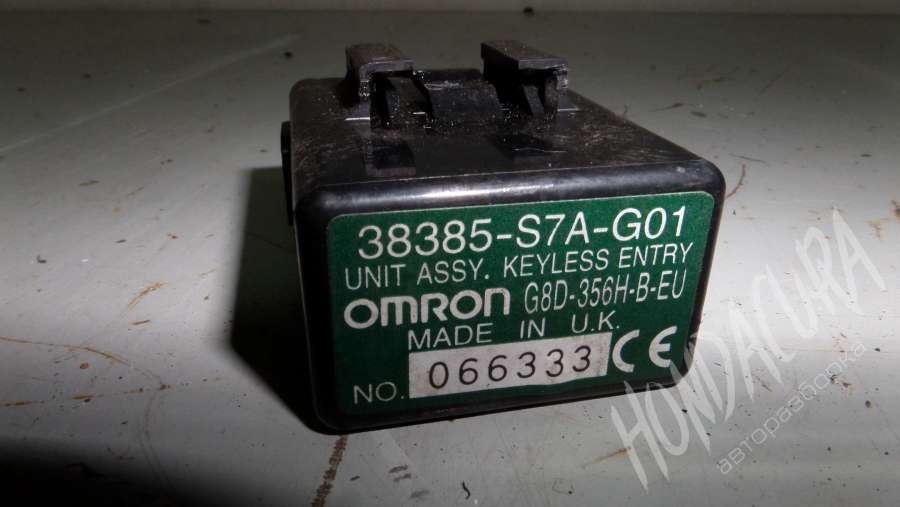 38385-S7A-G01
UNIT ASSY. KEYLESS ENTRY
OMRON G8D-356H-B-EU
MADE IN U.K.
NO. 066333 CE
HONDACURA
авторазборка